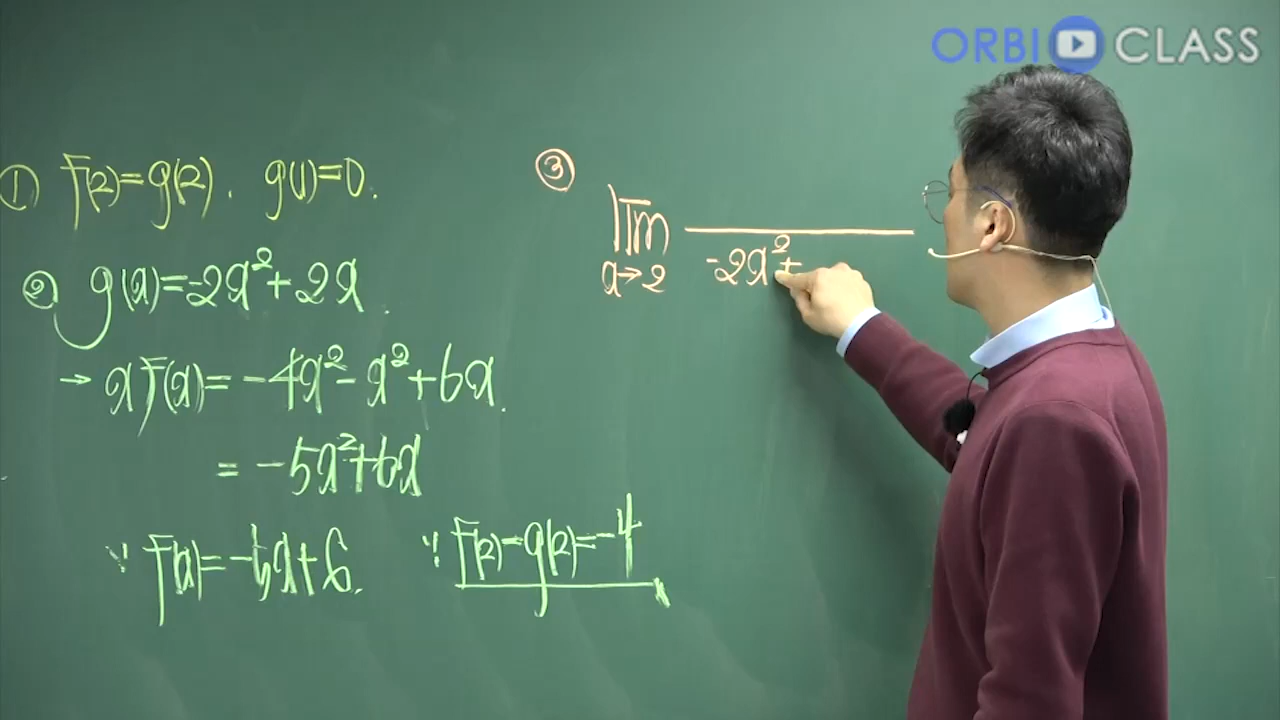 ORBI CLASS
① f(2)=g(2). g(1)=0.
② g(x)=-2x²+2x.
→ xf(x)=-4x²-x²+6x.
= -5x²+6x
∵ f(x)=-5x+6.
∵ f(2)=g(2)=-4
③
lim
x→2
-2x²+